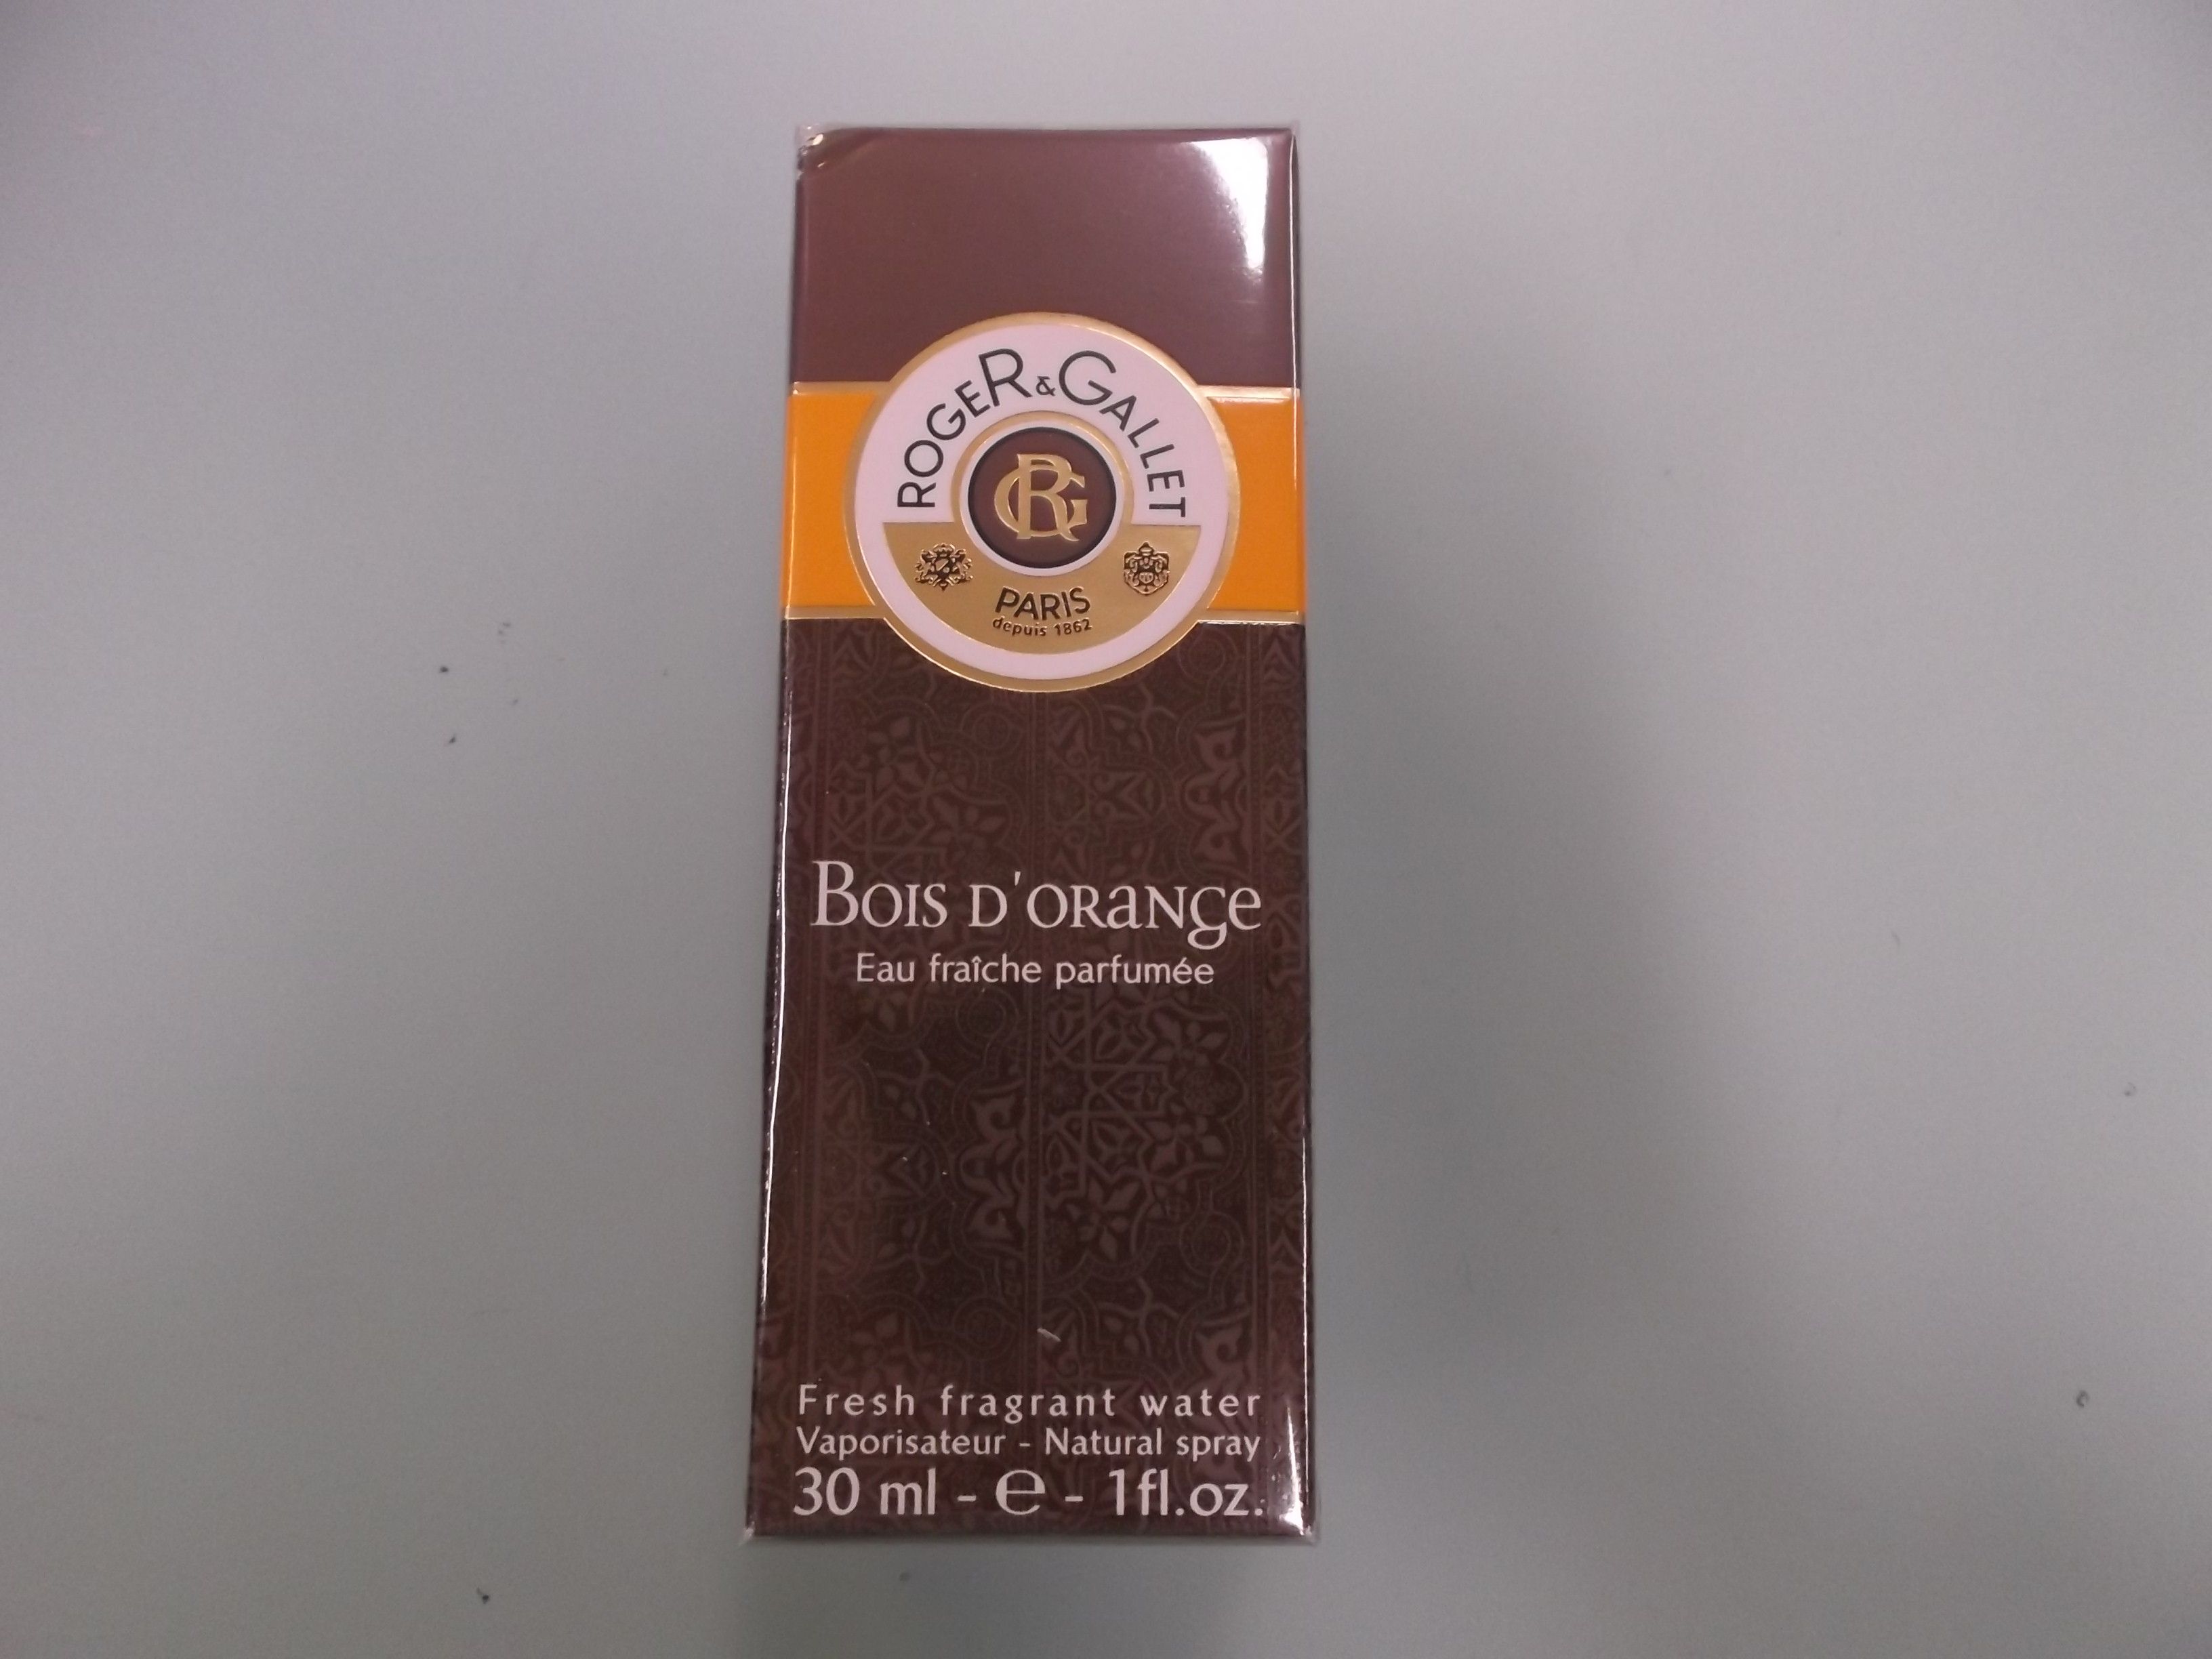 ROGER & GALLET
RG
PARIS
depuis 1862
BOIS D'ORANGE
Eau fraîche parfumée
Fresh fragrant water
Vaporisateur - Natural spray
30 ml - ℮ - 1fl.oz.